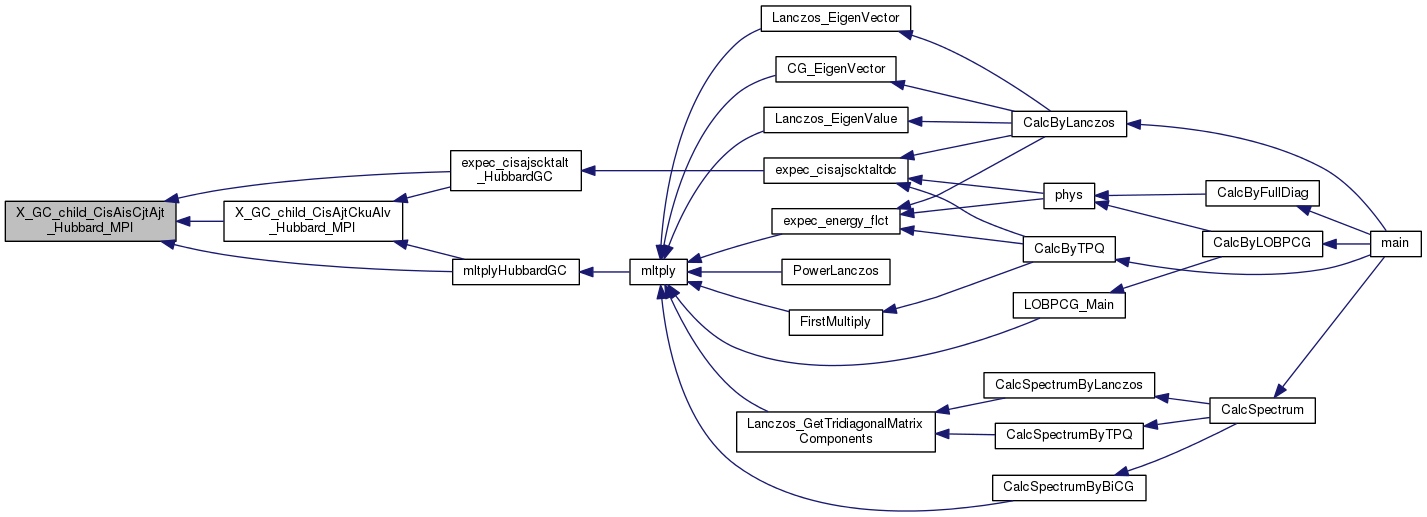 X_GC_child_CisAisCjtAjt
_Hubbard_MPI
X_GC_child_CisAjtCkuAlv
_Hubbard_MPI
expec_cisajscktalt
_HubbardGC
mltplyHubbardGC
mltply
Lanczos_EigenVector
CG_EigenVector
Lanczos_EigenValue
expec_cisajscktaltdc
expec_energy_flct
PowerLanczos
FirstMultiply
Lanczos_GetTridiagonalMatrix
Components
CalcByLanczos
phys
CalcByTPQ
LOBPCG_Main
CalcSpectrumByLanczos
CalcSpectrumByTPQ
CalcSpectrumByBiCG
CalcByFullDiag
CalcByLOBPCG
CalcSpectrum
main